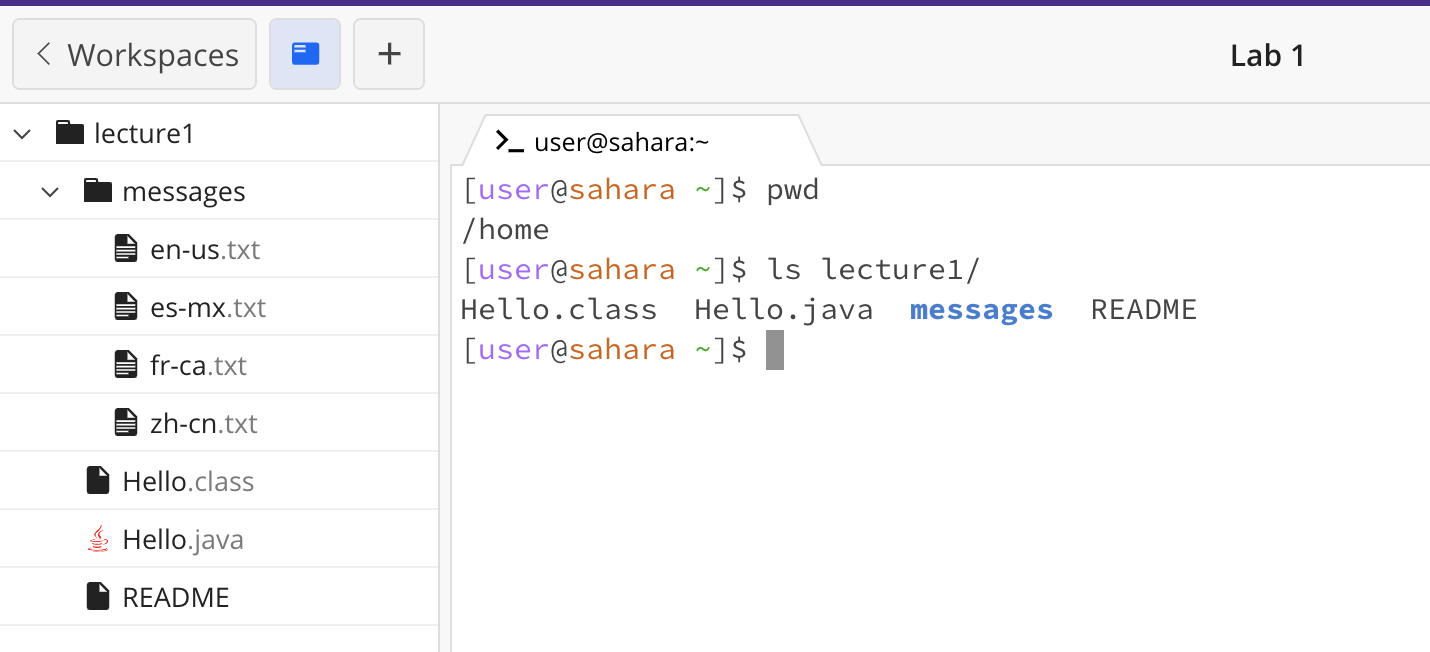 Workspaces
+
Lab 1
lecture1
messages
en-us.txt
es-mx.txt
fr-ca.txt
zh-cn.txt
Hello.class
Hello.java
README
user@sahara:~
[user@sahara ~]$ pwd
/home
[user@sahara ~]$ ls lecture1/
Hello.class  Hello.java  messages  README
[user@sahara ~]$